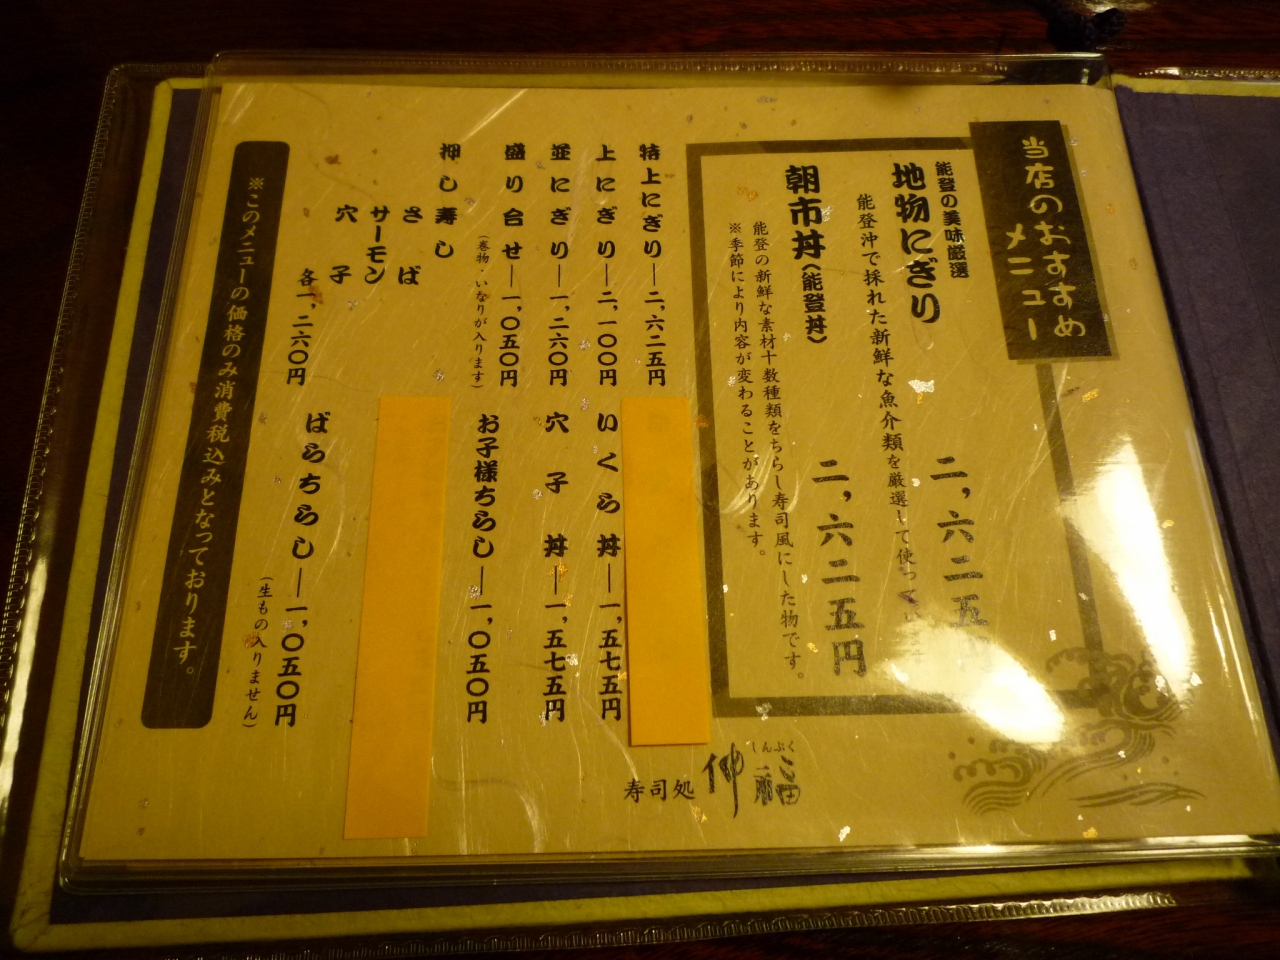 当店のおすすめ
メニュー
能登の美味厳選
地物にぎり
二,六二五
能登沖で採れた新鮮な魚介類を厳選して使っ
朝市丼〈能登丼〉
二,六二五円
能登の新鮮な素材十数種類をちらし寿司風にした物です。
※季節により内容が変わることがあります。
特上にぎり―二,六二五円
上にぎり―二,一〇〇円
並にぎり―一,二六〇円
盛り合せ―一,〇五〇円
(巻物・いなりが入ります)
押し寿し
さば
サーモン
穴子
各一,二六〇円
いくら丼―一,五七五円
穴子丼―一,五七五円
お子様ちらし―一,〇五〇円
ばらちらし―一,〇五〇円
(生もの入りません)
※このメニューの価格のみ消費税込みとなっております。
しんぷく
寿司処 伸福